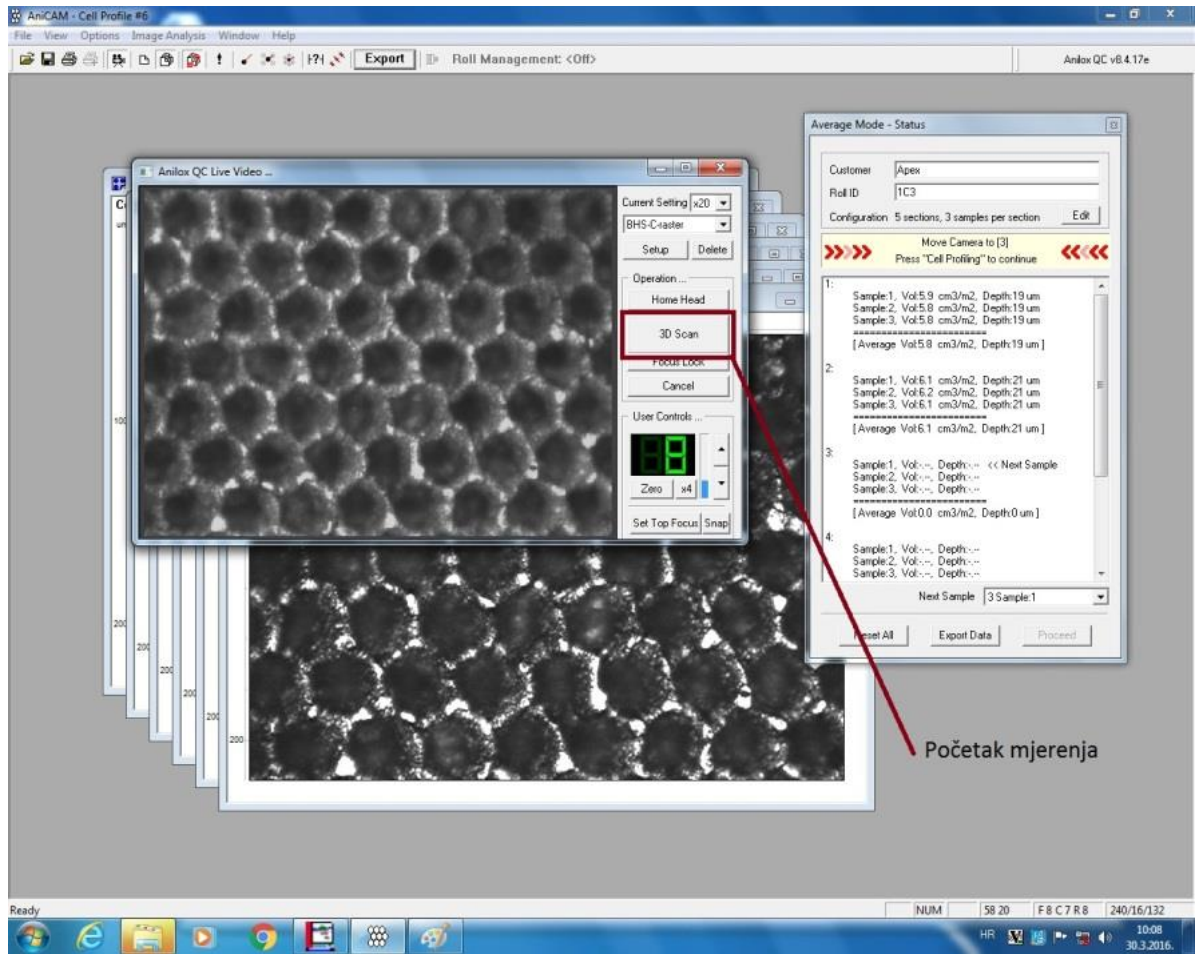 AniCAM - Cell Profile #6
File View Options Image Analysis Window Help
Export Roll Management: <Off> Anilox QC v8.4.17e
Anilox QC Live Video ...
Current Setting x20
BHS-C-raster
Setup Delete
Operation ...
Home Head
3D Scan
Focus Lock
Cancel
User Controls ...
8
Zero x4
Set Top Focus Snap
100
200
200
200
200
200
200
Average Mode - Status
Customer Apex
Roll ID 1C3
Configuration 5 sections, 3 samples per section Edit
Move Camera to [3]
Press "Cell Profiling" to continue
1:
Sample:1, Vol:5.9 cm3/m2, Depth:19 um
Sample:2, Vol:5.8 cm3/m2, Depth:19 um
Sample:3, Vol:5.8 cm3/m2, Depth:19 um
========================
[ Average Vol:5.8 cm3/m2, Depth:19 um ]
2:
Sample:1, Vol:6.1 cm3/m2, Depth:21 um
Sample:2, Vol:6.2 cm3/m2, Depth:21 um
Sample:3, Vol:6.1 cm3/m2, Depth:21 um
========================
[ Average Vol:6.1 cm3/m2, Depth:21 um ]
3:
Sample:1, Vol:-.--, Depth:-.-- << Next Sample
Sample:2, Vol:-.--, Depth:-.--
Sample:3, Vol:-.--, Depth:-.--
========================
[ Average Vol:0.0 cm3/m2, Depth:0 um ]
4:
Sample:1, Vol:-.--, Depth:-.--
Sample:2, Vol:-.--, Depth:-.--
Sample:3, Vol:-.--, Depth:-.--
Next Sample 3 Sample:1
Reset All Export Data Proceed
Početak mjerenja
Ready NUM 58 20 F 8 C 7 R 8 240/16/132
HR 10:08
30.3.2016.